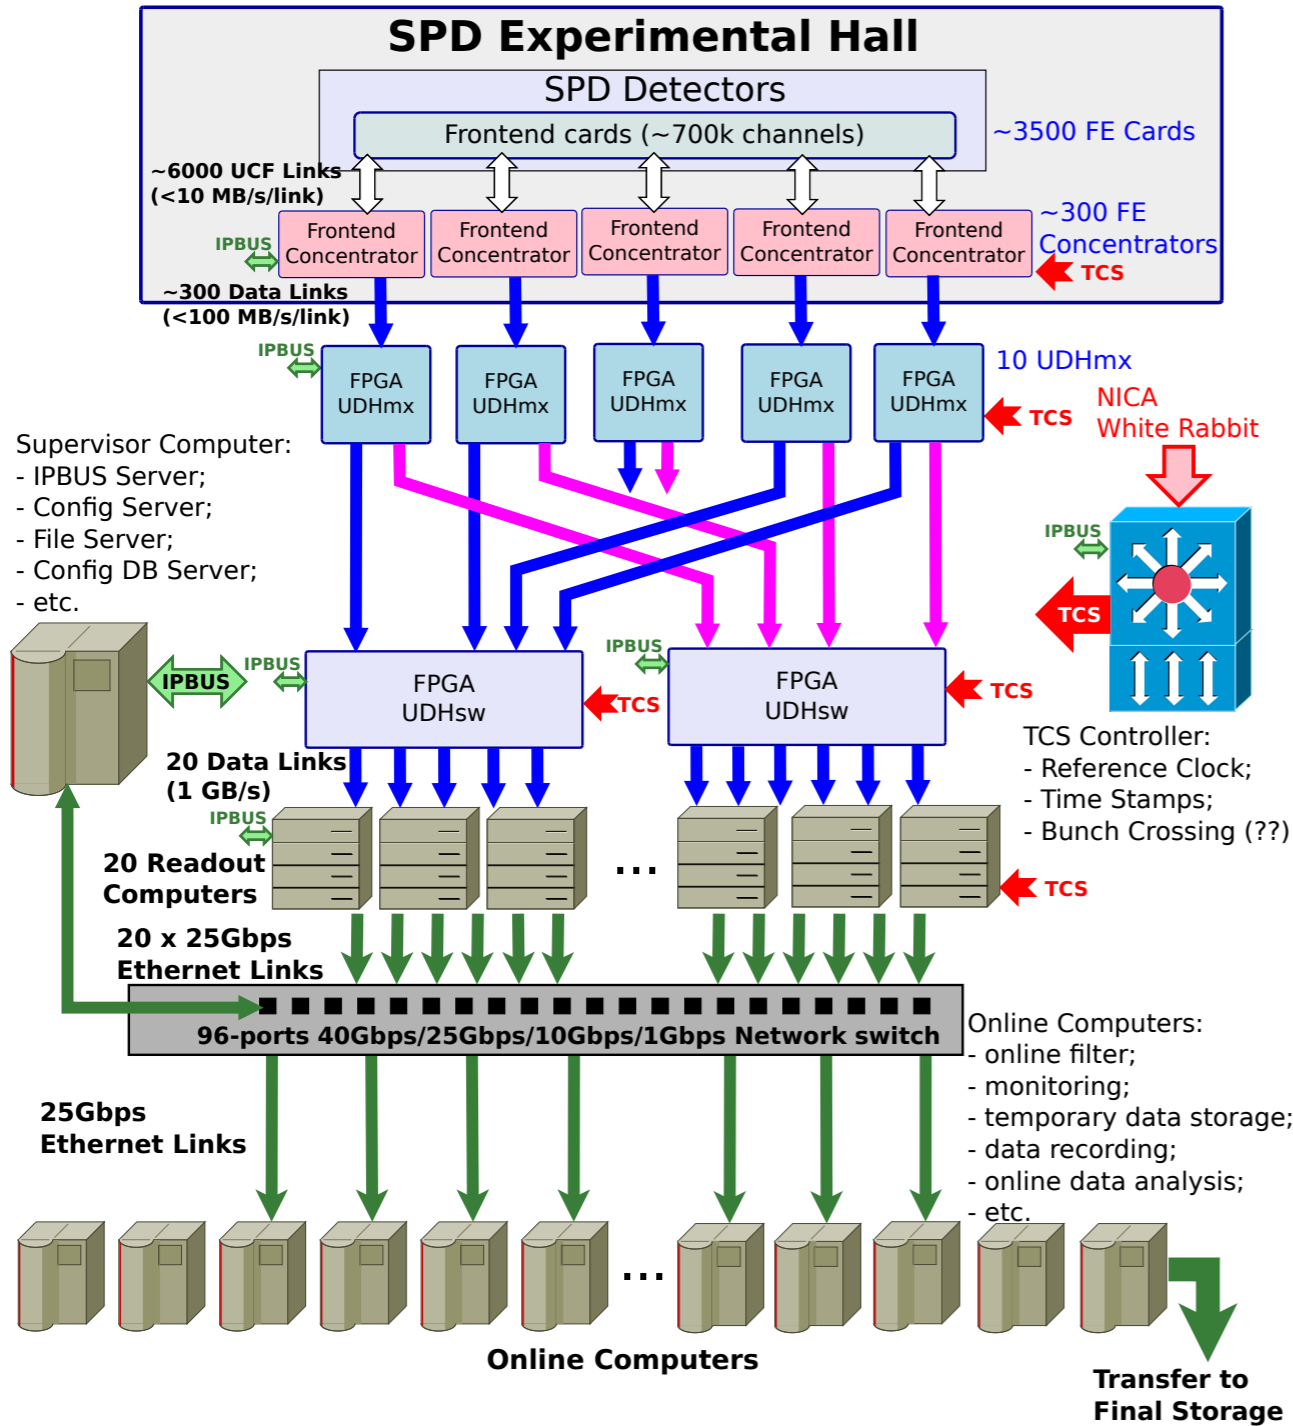 SPD Experimental Hall
SPD Detectors
Frontend cards (~700k channels)
~3500 FE Cards
~6000 UCF Links
(<10 MB/s/link)
Frontend
Concentrator
Frontend
Concentrator
Frontend
Concentrator
Frontend
Concentrator
Frontend
Concentrator
~300 FE
Concentrators
IPBUS
TCS
~300 Data Links
(<100 MB/s/link)
IPBUS
FPGA
UDHmx
FPGA
UDHmx
FPGA
UDHmx
FPGA
UDHmx
FPGA
UDHmx
10 UDHmx
TCS
NICA
White Rabbit
Supervisor Computer:
- IPBUS Server;
- Config Server;
- File Server;
- Config DB Server;
- etc.
IPBUS
TCS
IPBUS
IPBUS
FPGA
UDHsw
TCS
IPBUS
FPGA
UDHsw
TCS
TCS Controller:
- Reference Clock;
- Time Stamps;
- Bunch Crossing (??)
20 Data Links
(1 GB/s)
IPBUS
20 Readout
Computers
...
TCS
20 x 25Gbps
Ethernet Links
96-ports 40Gbps/25Gbps/10Gbps/1Gbps Network switch
Online Computers:
- online filter;
- monitoring;
- temporary data storage;
- data recording;
- online data analysis;
- etc.
25Gbps
Ethernet Links
...
Online Computers
Transfer to
Final Storage